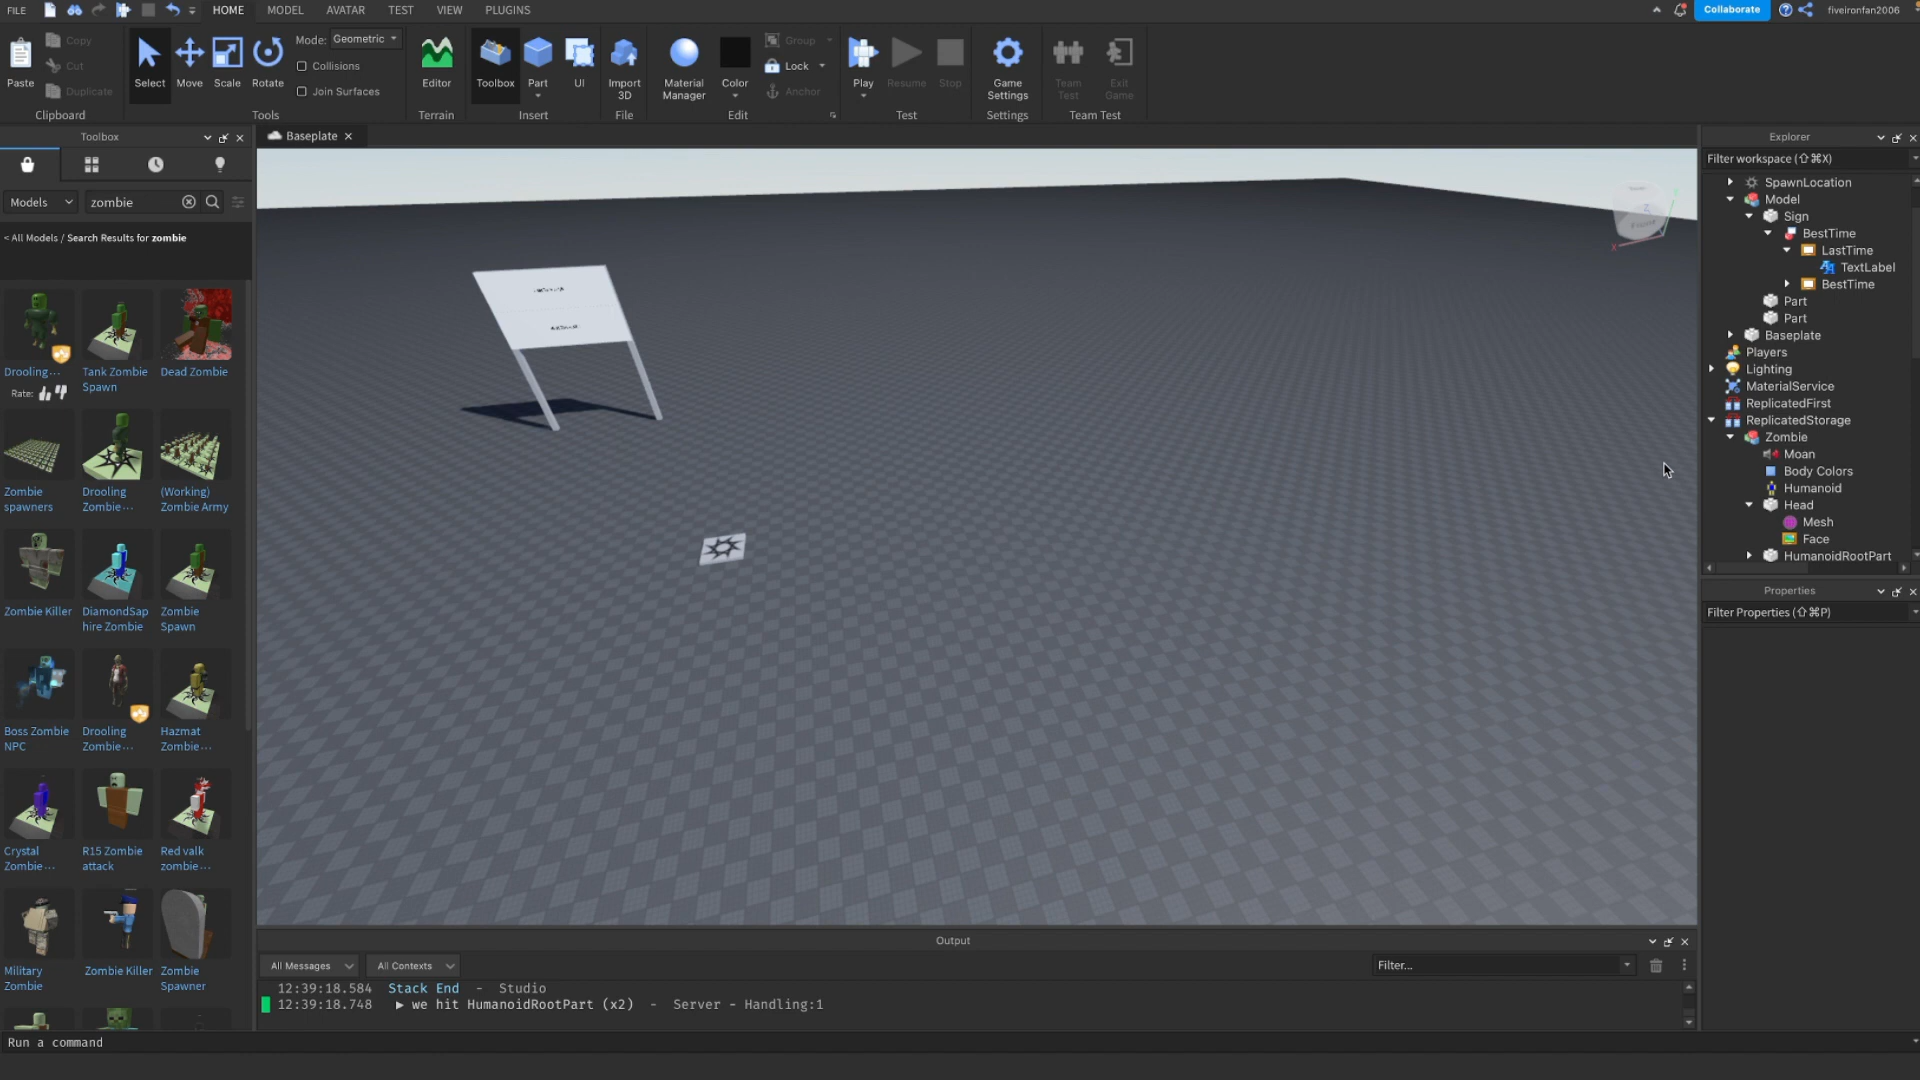 FILE
HOME
MODEL
AVATAR
TEST
VIEW
PLUGINS
Collaborate
fiveironfan2006
Paste
Copy
Cut
Duplicate
Clipboard
Select
Move
Scale
Rotate
Mode: Geometric
Collisions
Join Surfaces
Tools
Editor
Terrain
Toolbox
Part
UI
Insert
Import 3D
File
Material Manager
Color
Group
Lock
Anchor
Edit
Play
Resume
Stop
Test
Game Settings
Settings
Team Test
Exit Game
Team Test
Toolbox
Models
zombie
< All Models / Search Results for zombie
Drooling...
Rate:
Tank Zombie Spawn
Dead Zombie
Zombie spawners
Drooling Zombie...
(Working) Zombie Army
Zombie Killer
DiamondSap hire Zombie
Zombie Spawn
Boss Zombie NPC
Drooling Zombie...
Hazmat Zombie...
Crystal Zombie...
R15 Zombie attack
Red valk zombie...
Military Zombie
Zombie Killer
Zombie Spawner
Baseplate
Explorer
Filter workspace (⇧⌘X)
SpawnLocation
Model
Sign
BestTime
LastTime
TextLabel
BestTime
Part
Part
Baseplate
Players
Lighting
MaterialService
ReplicatedFirst
ReplicatedStorage
Zombie
Moan
Body Colors
Humanoid
Head
Mesh
Face
HumanoidRootPart
Properties
Filter Properties (⇧⌘P)
Output
All Messages
All Contexts
Filter...
12:39:18.584 Stack End - Studio
12:39:18.748 ▶ we hit HumanoidRootPart (x2) - Server - Handling:1
Run a command